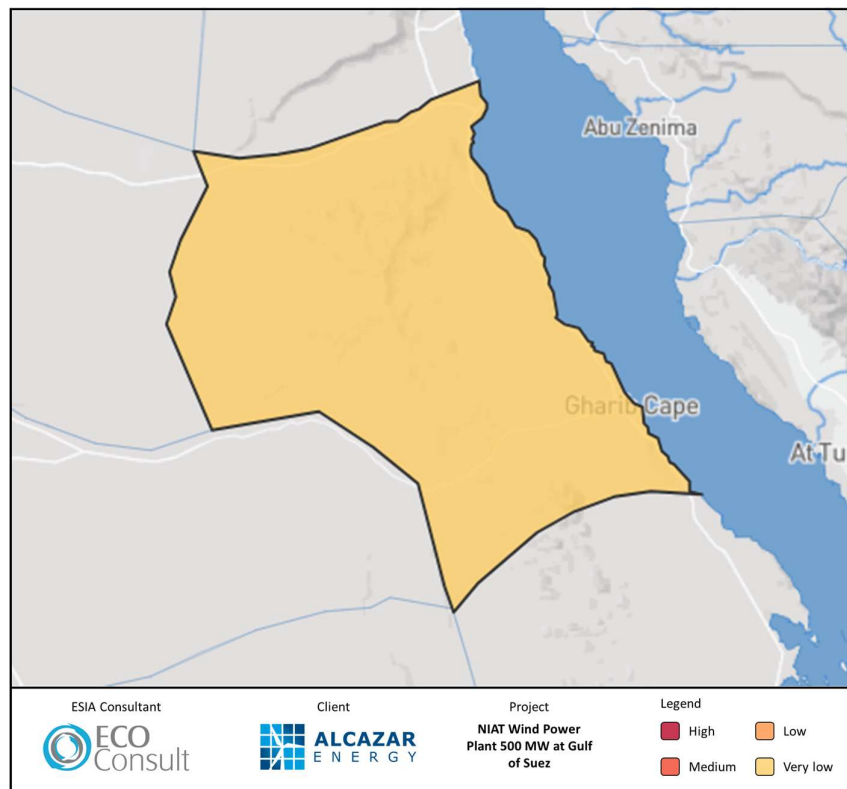 Abu Zenima
Gharib Cape
At Tu
ESIA Consultant
ECO
Consult
Client
ALCAZAR
ENERGY
Project
NIAT Wind Power
Plant 500 MW at Gulf
of Suez
Legend
High
Low
Medium
Very low